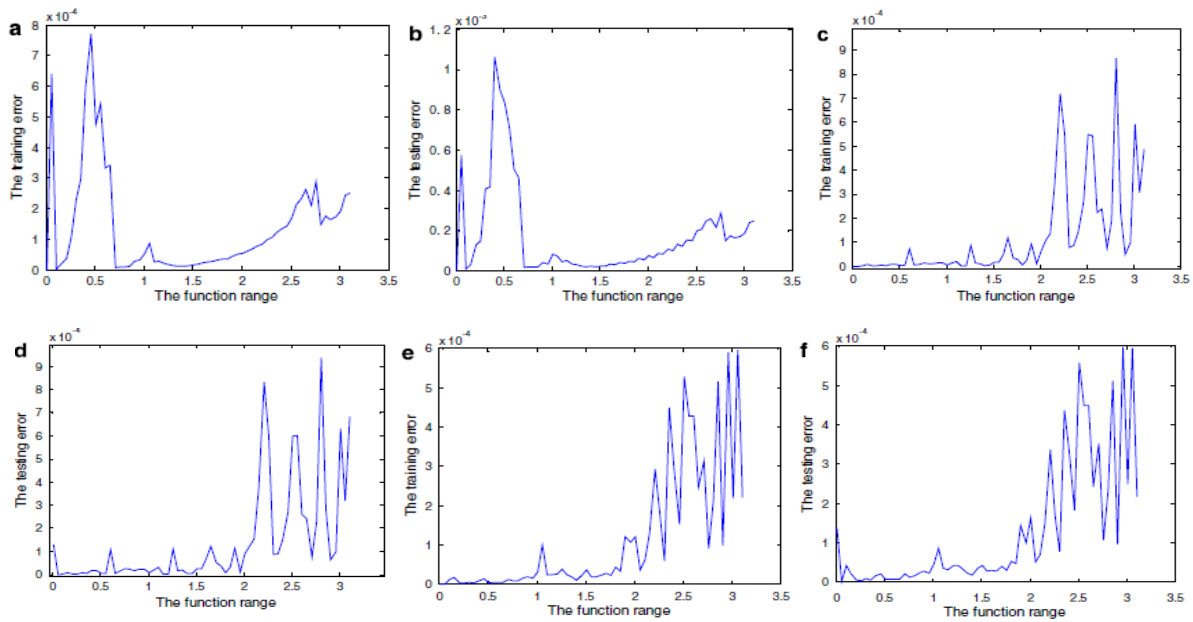 a
x 10⁻⁴
8
7
6
5
4
3
2
1
0
The training error
0 0.5 1 1.5 2 2.5 3 3.5
The function range
b
x 10⁻³
1.2
1
0.8
0.6
0.4
0.2
0
The testing error
0 0.5 1 1.5 2 2.5 3 3.5
The function range
c
x 10⁻⁴
9
8
7
6
5
4
3
2
1
0
The training error
0 0.5 1 1.5 2 2.5 3 3.5
The function range
d
x 10⁻⁴
9
8
7
6
5
4
3
2
1
0
The testing error
0 0.5 1 1.5 2 2.5 3
The function range
e
x 10⁻⁴
6
5
4
3
2
1
0
The training error
0 0.5 1 1.5 2 2.5 3 3.5
The function range
f
x 10⁻⁴
6
5
4
3
2
1
0
The testing error
0 0.5 1 1.5 2 2.5 3 3.5
The function range